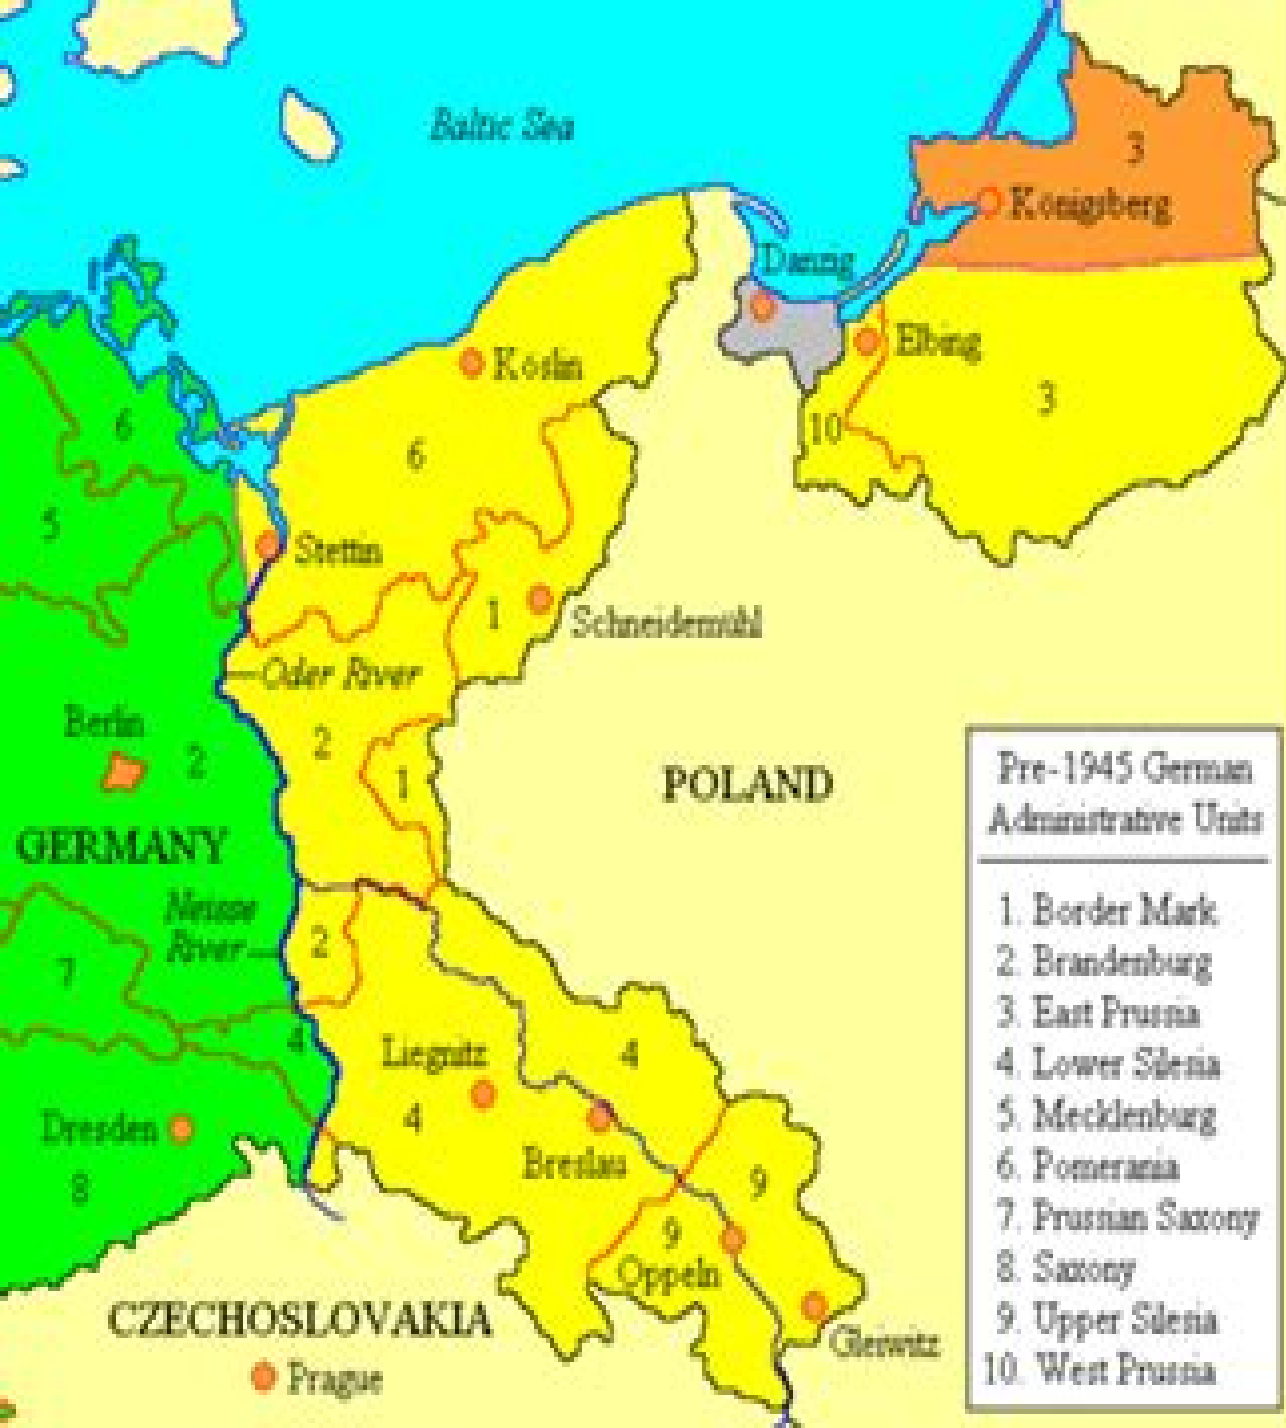 Baltic Sea
3
Königsberg
Danzig
Elbing
Köslin
3
6
10
6
5
Stettin
1
Schneidemühl
Oder River
Berlin
2
2
1
POLAND
GERMANY
Neisse
River
2
7
4
Liegnitz
4
4
Dresden
Breslau
8
9
9
Oppeln
CZECHOSLOVAKIA
Gleiwitz
Prague
Pre-1945 German
Administrative Units
1. Border Mark
2. Brandenburg
3. East Prussia
4. Lower Silesia
5. Mecklenburg
6. Pomerania
7. Prussian Saxony
8. Saxony
9. Upper Silesia
10. West Prussia